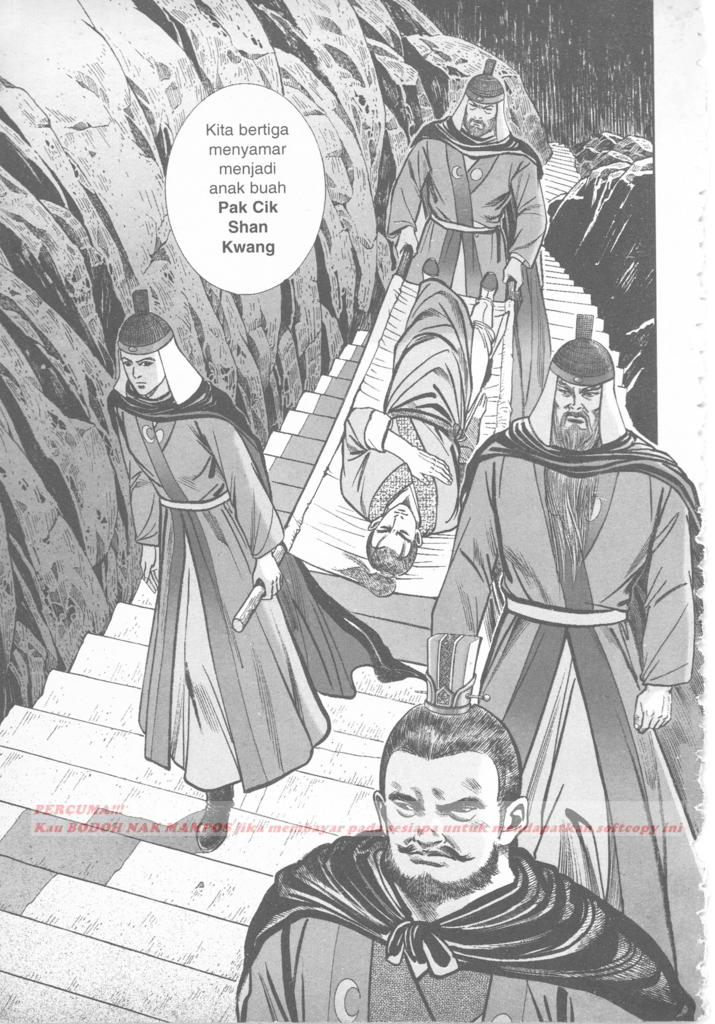 Kita bertiga
menyamar
menjadi
anak buah
Pak Cik
Shan
Kwang
PERCUMA!!!
Kau BODOH NAK MAMPOS jika membayar pada sesiapa untuk mendapatkan softcopy ini